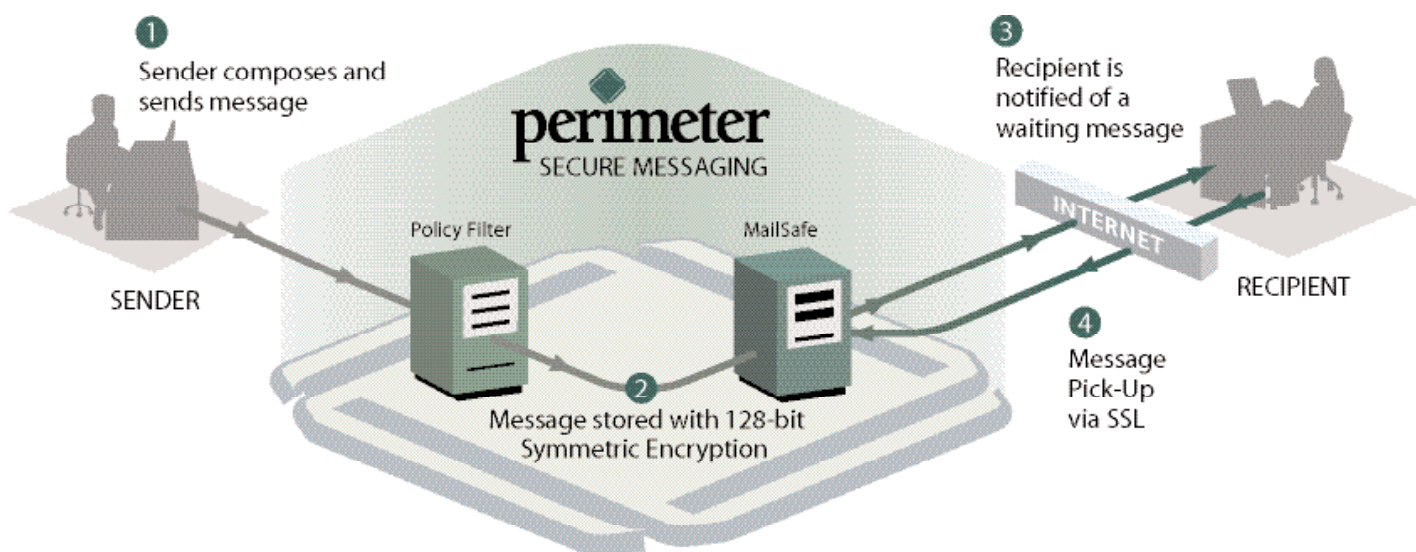 1
Sender composes and
sends message
SENDER
perimeter
SECURE MESSAGING
Policy Filter
MailSafe
2
Message stored with 128-bit
Symmetric Encryption
3
Recipient is
notified of a
waiting message
INTERNET
RECIPIENT
4
Message
Pick-Up
via SSL